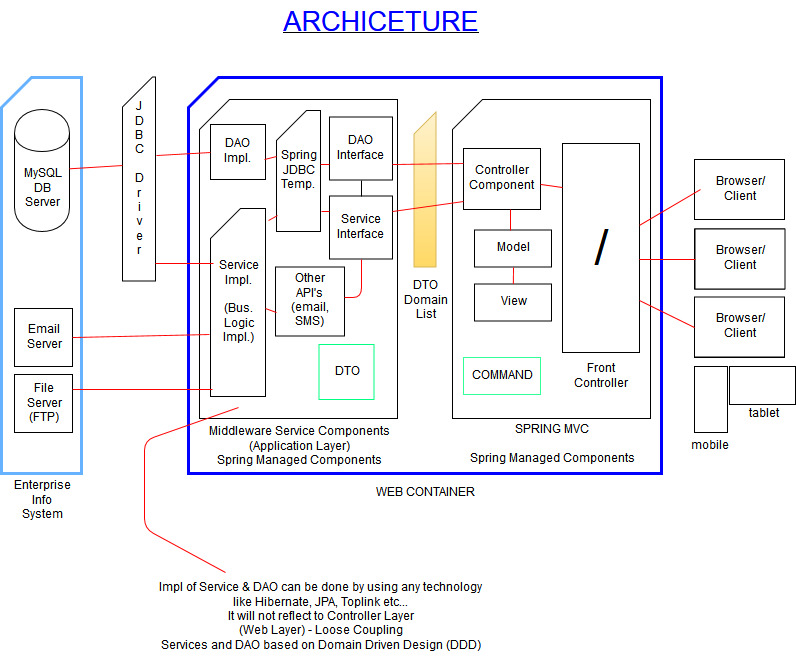 ARCHICETURE
MySQL
DB
Server
Email
Server
File
Server
(FTP)
Enterprise
Info
System
J
D
B
C
D
r
i
v
e
r
DAO
Impl.
Spring
JDBC
Temp.
DAO
Interface
Service
Interface
Service
Impl.
(Bus.
Logic
Impl.)
Other
API's
(email,
SMS)
DTO
Middleware Service Components
(Application Layer)
Spring Managed Components
DTO
Domain
List
Controller
Component
Model
View
COMMAND
/
Front
Controller
SPRING MVC
Spring Managed Components
WEB CONTAINER
Browser/
Client
Browser/
Client
Browser/
Client
mobile
tablet
Impl of Service & DAO can be done by using any technology
like Hibernate, JPA, Toplink etc...
It will not reflect to Controller Layer
(Web Layer) - Loose Coupling
Services and DAO based on Domain Driven Design (DDD)